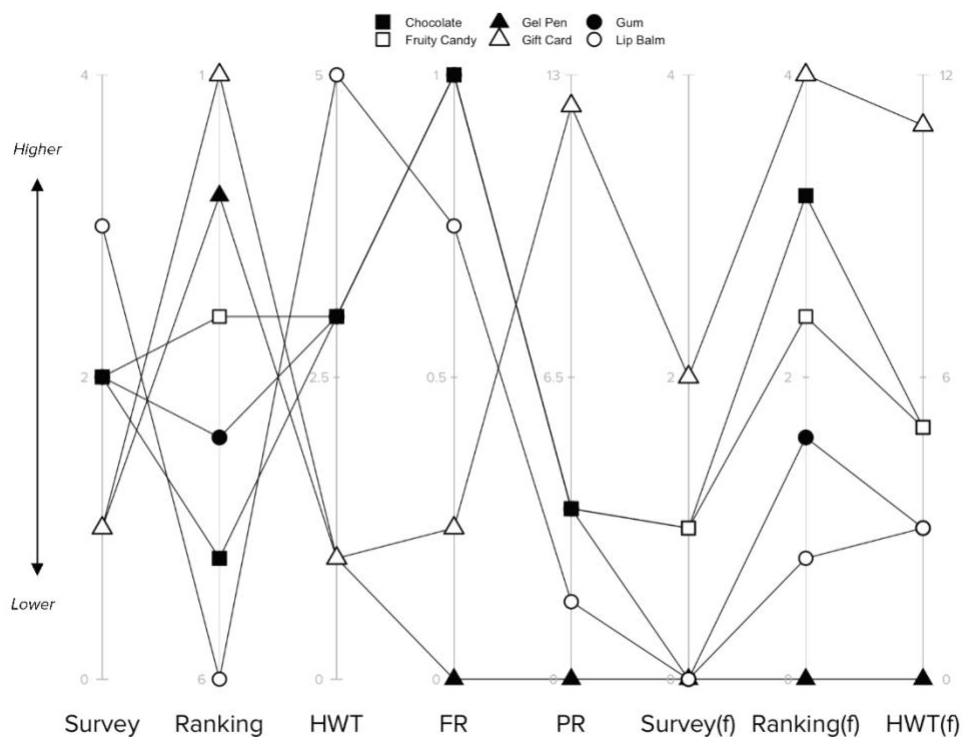 Chocolate Gel Pen Gum
Fruity Candy Gift Card Lip Balm
4 1 5 1 13 4 4 12
Higher
2 2.5 0.5 6.5 2 2 6
Lower
0 6 0 0 0 0 0 0
Survey Ranking HWT FR PR Survey(f) Ranking(f) HWT(f)